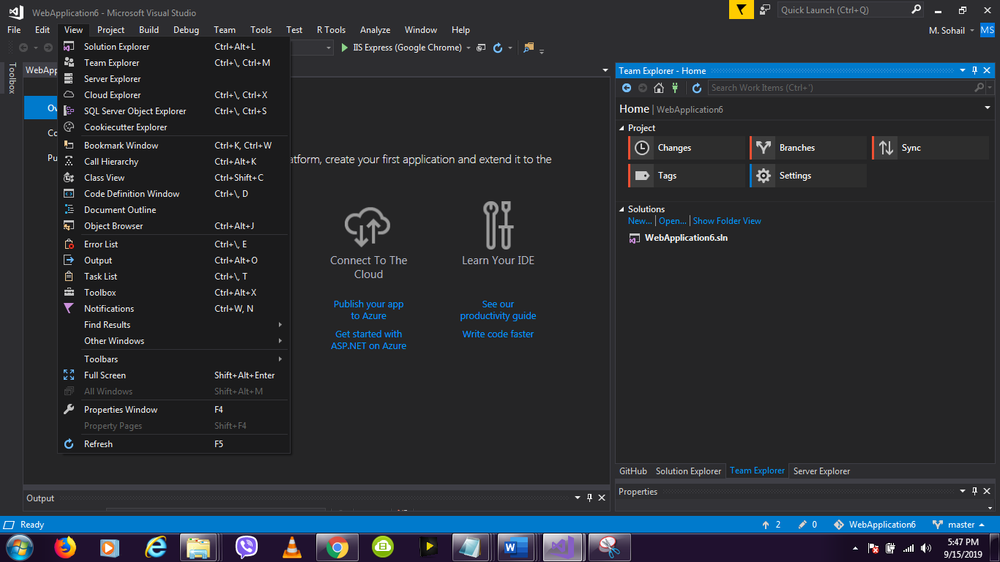 WebApplication6 - Microsoft Visual Studio
Quick Launch (Ctrl+Q)
File Edit View Project Build Debug Team Tools Test R Tools Analyze Window Help
M. Sohail MS
IIS Express (Google Chrome)
Toolbox
WebApp
Ov
Co
Pu
Solution Explorer Ctrl+Alt+L
Team Explorer Ctrl+\, Ctrl+M
Server Explorer
Cloud Explorer Ctrl+\, Ctrl+X
SQL Server Object Explorer Ctrl+\, Ctrl+S
Cookiecutter Explorer
Bookmark Window Ctrl+K, Ctrl+W
Call Hierarchy Ctrl+Alt+K
Class View Ctrl+Shift+C
Code Definition Window Ctrl+\, D
Document Outline
Object Browser Ctrl+Alt+J
Error List Ctrl+\, E
Output Ctrl+Alt+O
Task List Ctrl+\, T
Toolbox Ctrl+Alt+X
Notifications Ctrl+W, N
Find Results
Other Windows
Toolbars
Full Screen Shift+Alt+Enter
All Windows Shift+Alt+M
Properties Window F4
Property Pages Shift+F4
Refresh F5
atform, create your first application and extend it to the
Connect To The
Cloud
Publish your app
to Azure
Get started with
ASP.NET on Azure
Learn Your IDE
See our
productivity guide
Write code faster
Team Explorer - Home
Search Work Items (Ctrl+')
Home | WebApplication6
Project
Changes Branches Sync
Tags Settings
Solutions
New... | Open... | Show Folder View
WebApplication6.sln
GitHub Solution Explorer Team Explorer Server Explorer
Output
Properties
Ready
2 0 WebApplication6 master
5:47 PM
9/15/2019